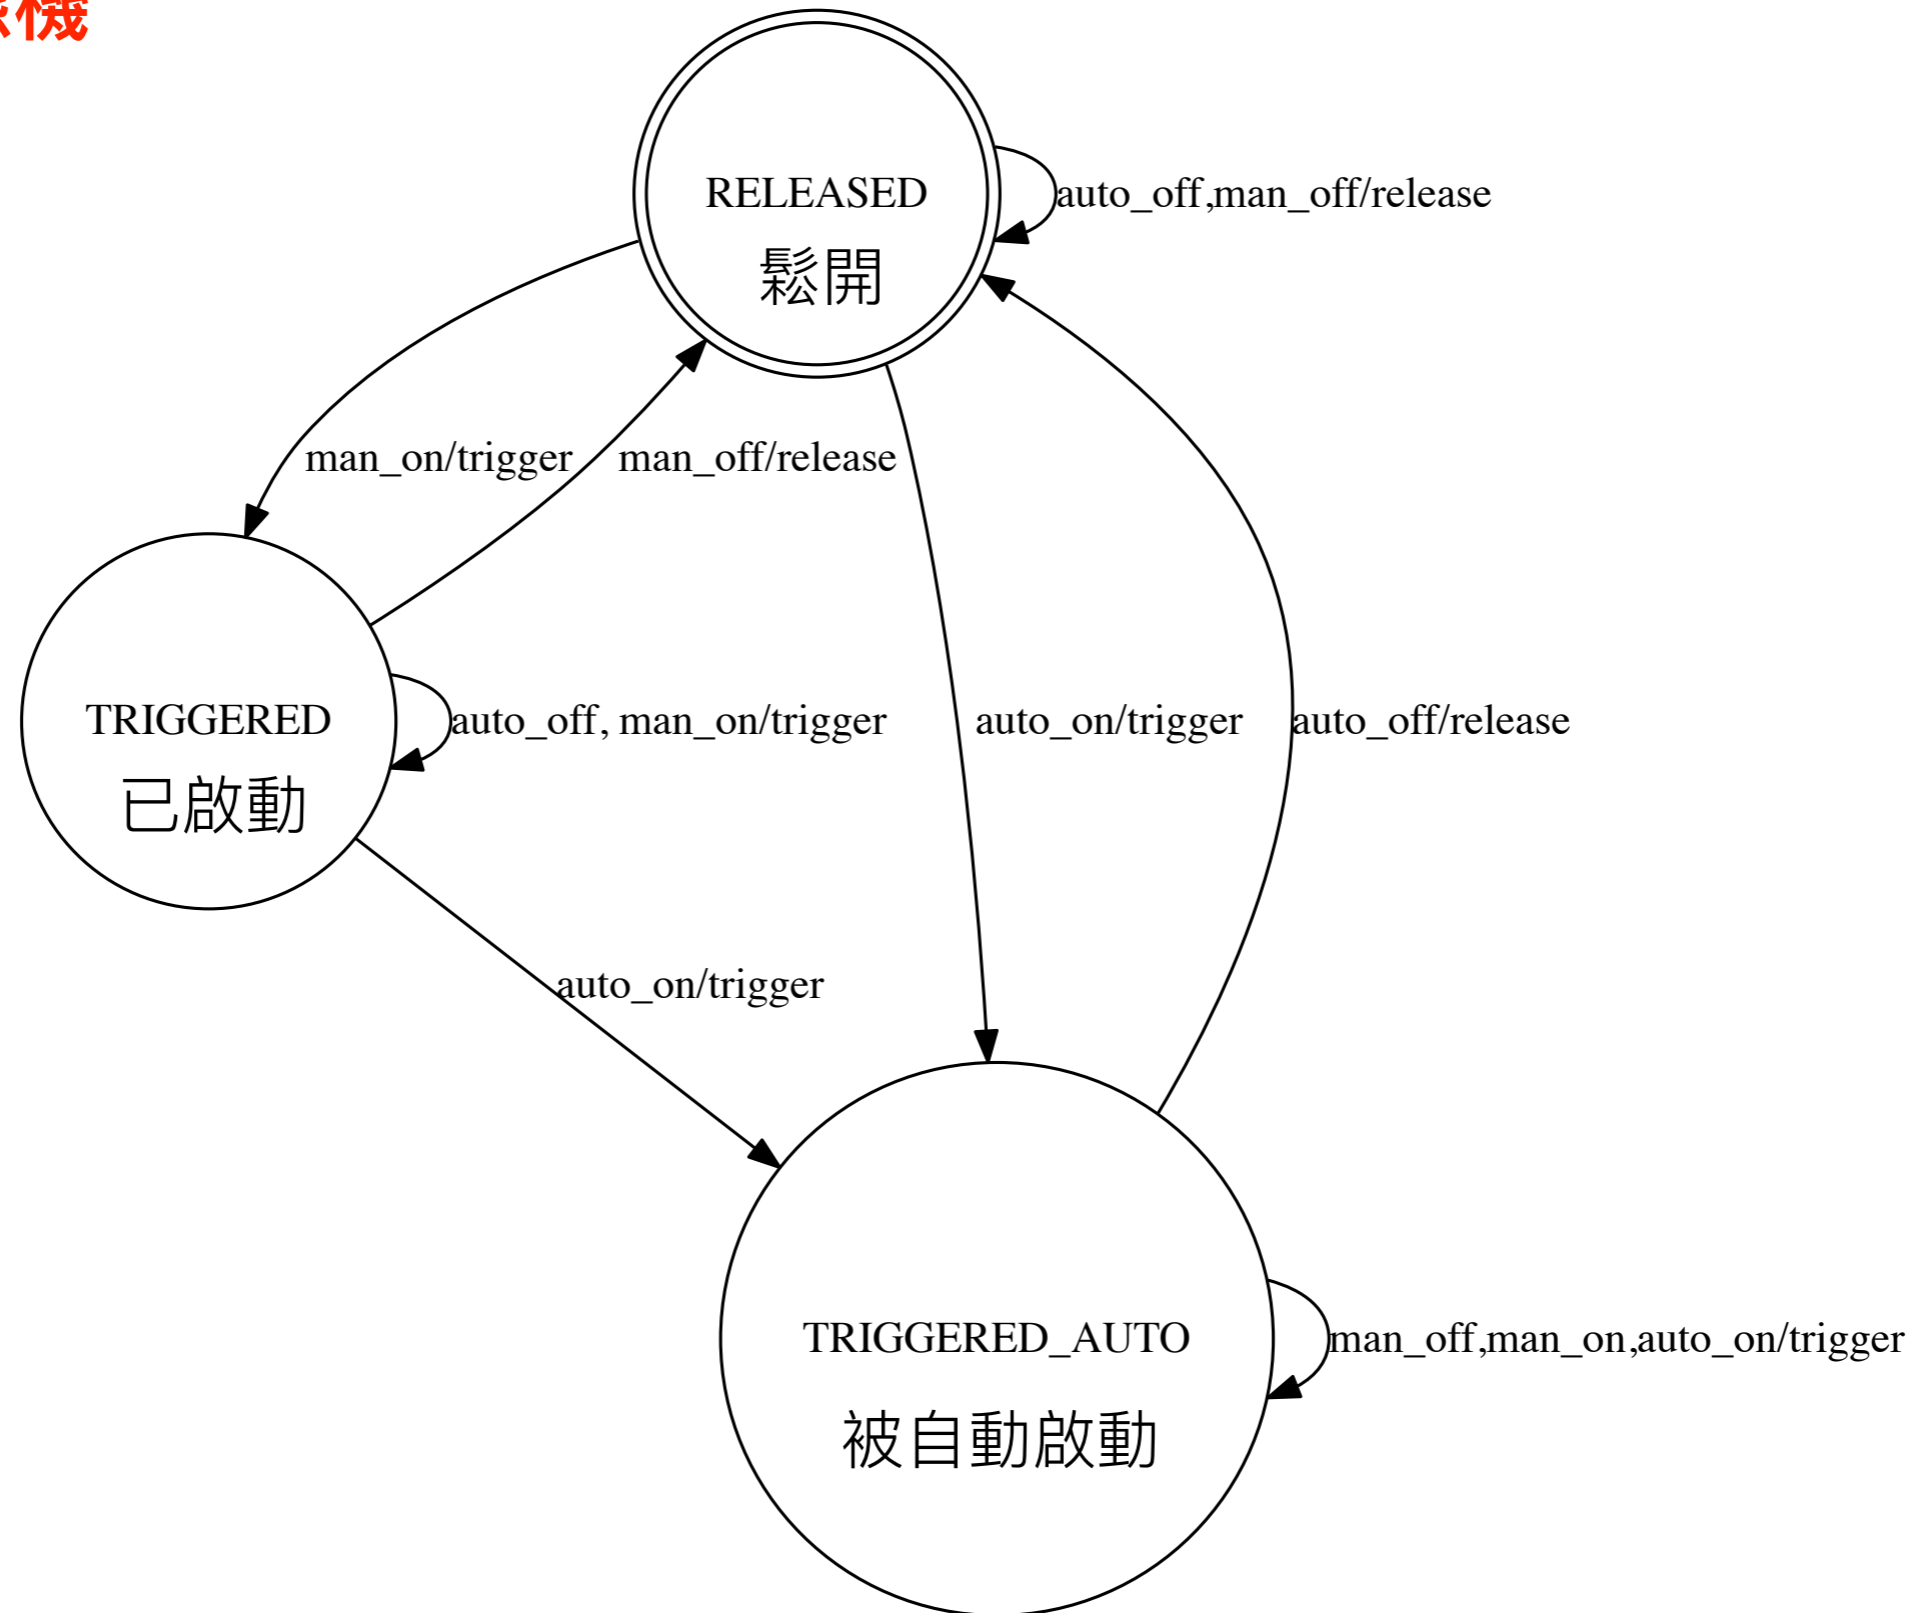 機
RELEASED
鬆開
auto_off,man_off/release
man_on/trigger
man_off/release
TRIGGERED
已啟動
auto_off, man_on/trigger
auto_on/trigger
auto_off/release
auto_on/trigger
TRIGGERED_AUTO
被自動啟動
man_off,man_on,auto_on/trigger